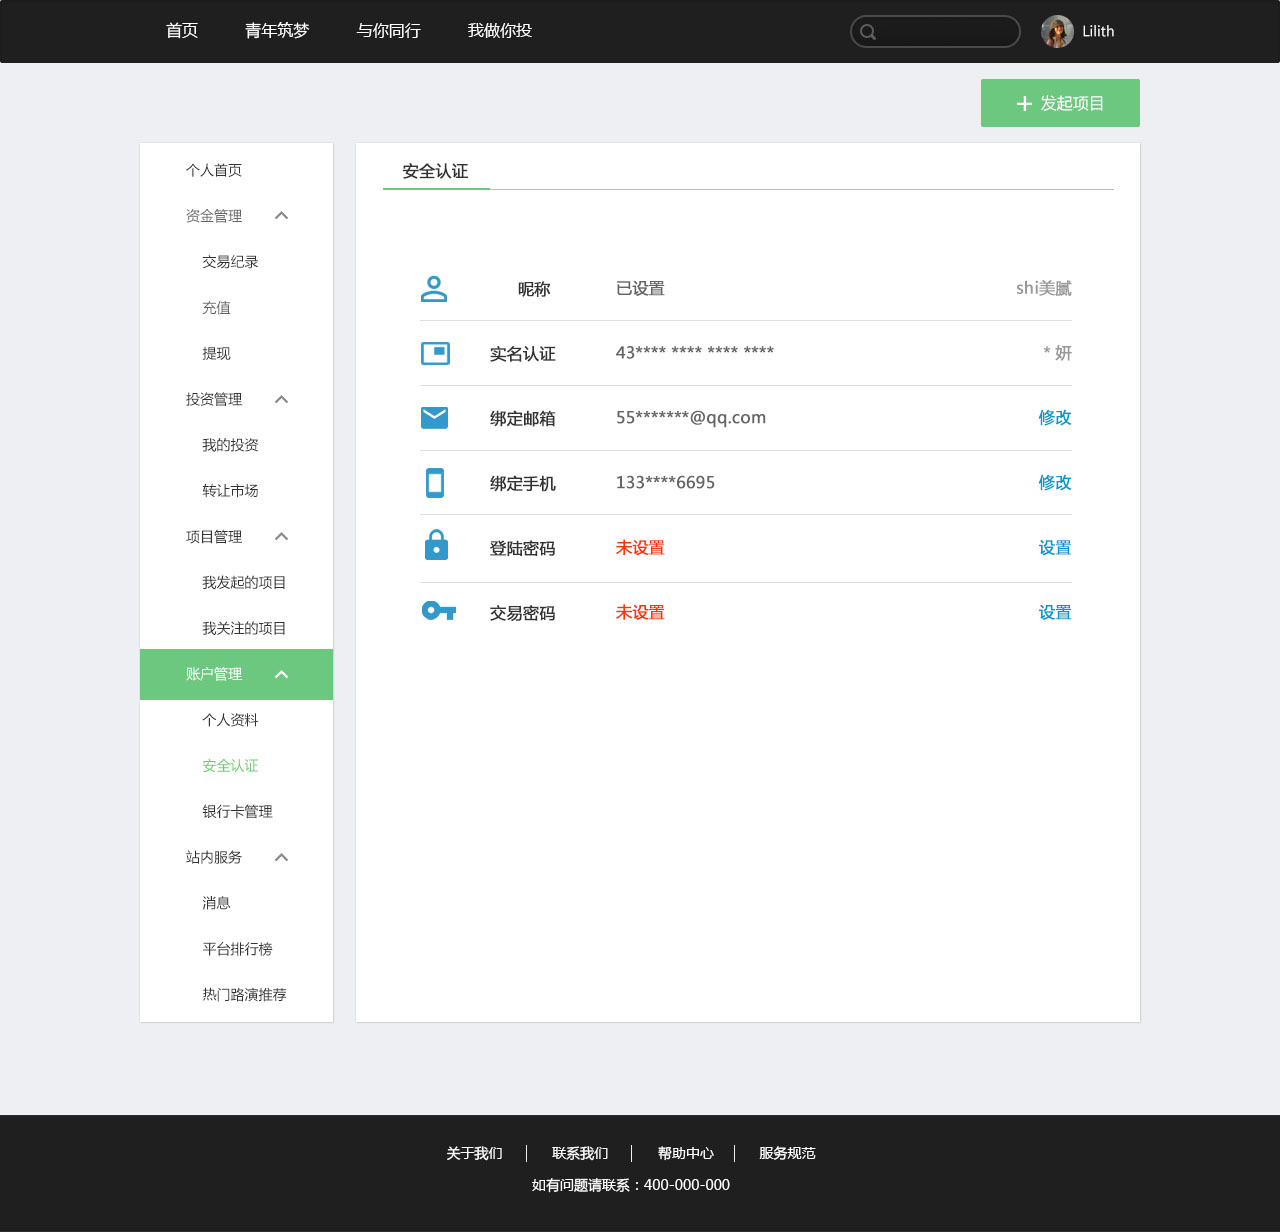 首页 青年筑梦 与你同行 我做你投 Lilith
发起项目
个人首页
资金管理
交易纪录
充值
提现
投资管理
我的投资
转让市场
项目管理
我发起的项目
我关注的项目
账户管理
个人资料
安全认证
银行卡管理
站内服务
消息
平台排行榜
热门路演推荐
安全认证
昵称 已设置 shi美腻
实名认证 43**** **** **** **** * 妍
绑定邮箱 55*******@qq.com 修改
绑定手机 133****6695 修改
登陆密码 未设置 设置
交易密码 未设置 设置
关于我们 联系我们 帮助中心 服务规范
如有问题请联系：400-000-000